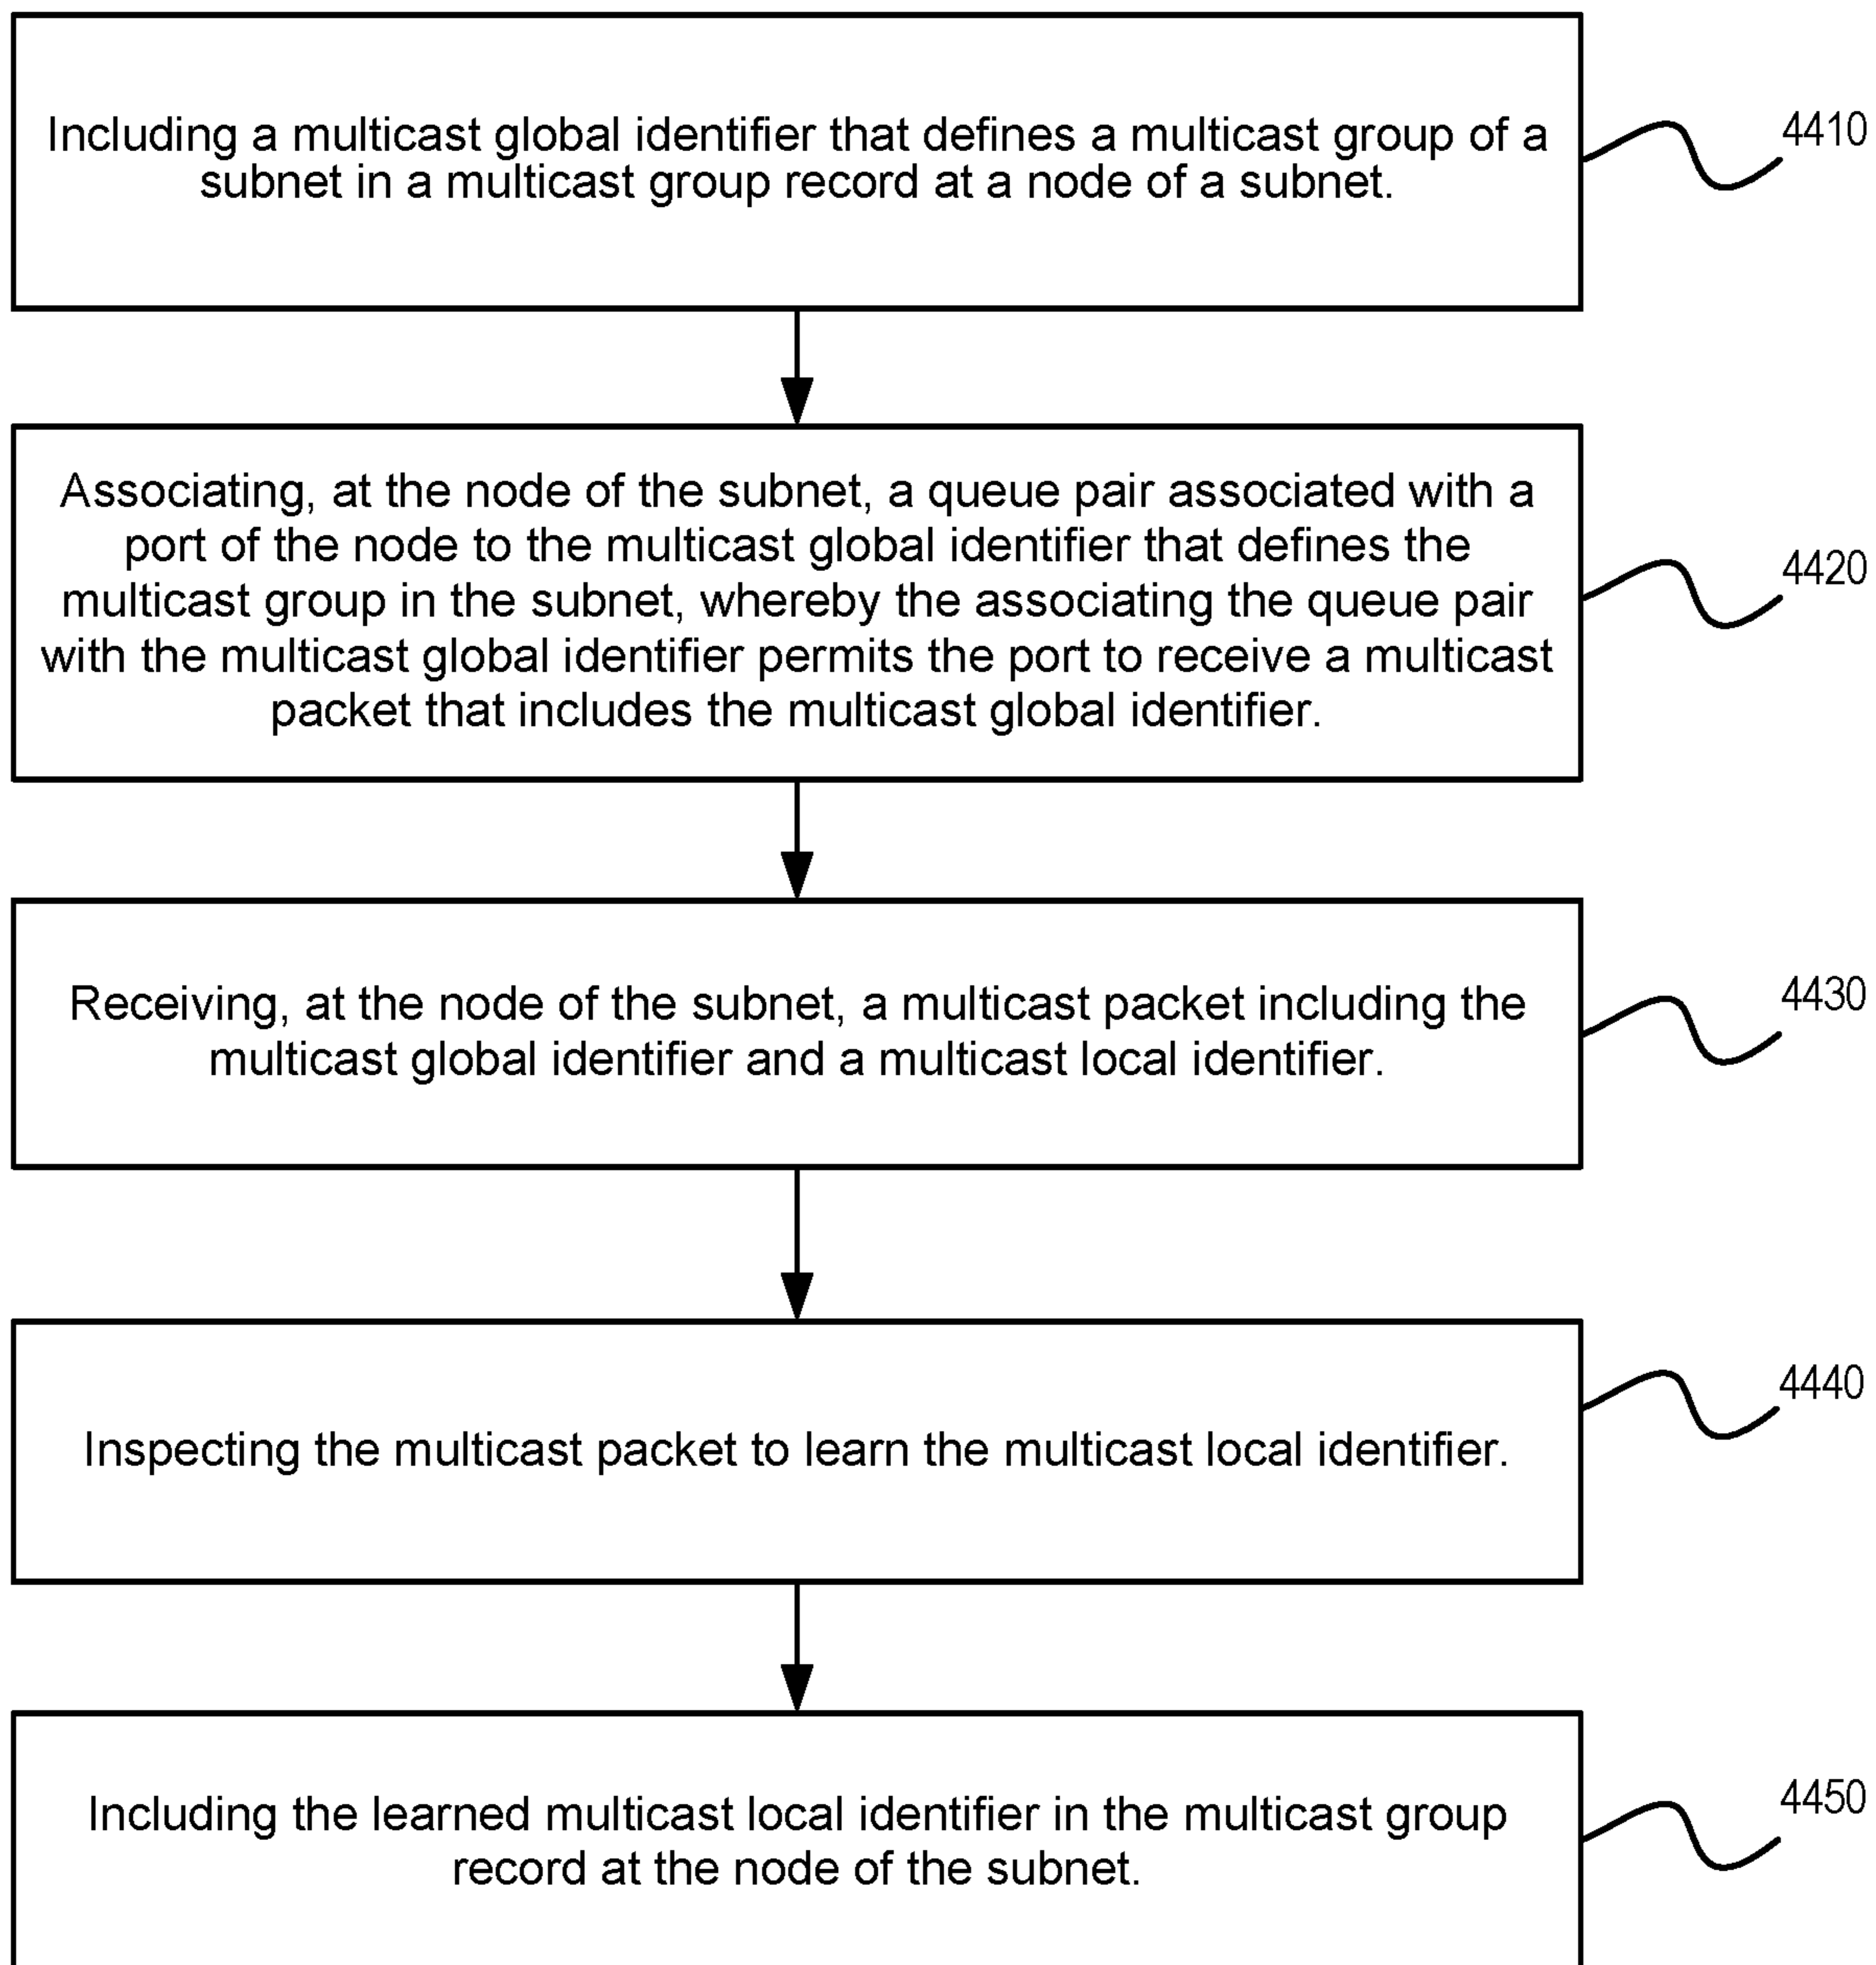 Including a multicast global identifier that defines a multicast group of a
subnet in a multicast group record at a node of a subnet.
4410
Associating, at the node of the subnet, a queue pair associated with a
port of the node to the multicast global identifier that defines the
multicast group in the subnet, whereby the associating the queue pair
with the multicast global identifier permits the port to receive a multicast
packet that includes the multicast global identifier.
4420
Receiving, at the node of the subnet, a multicast packet including the
multicast global identifier and a multicast local identifier.
4430
Inspecting the multicast packet to learn the multicast local identifier.
4440
Including the learned multicast local identifier in the multicast group
record at the node of the subnet.
4450